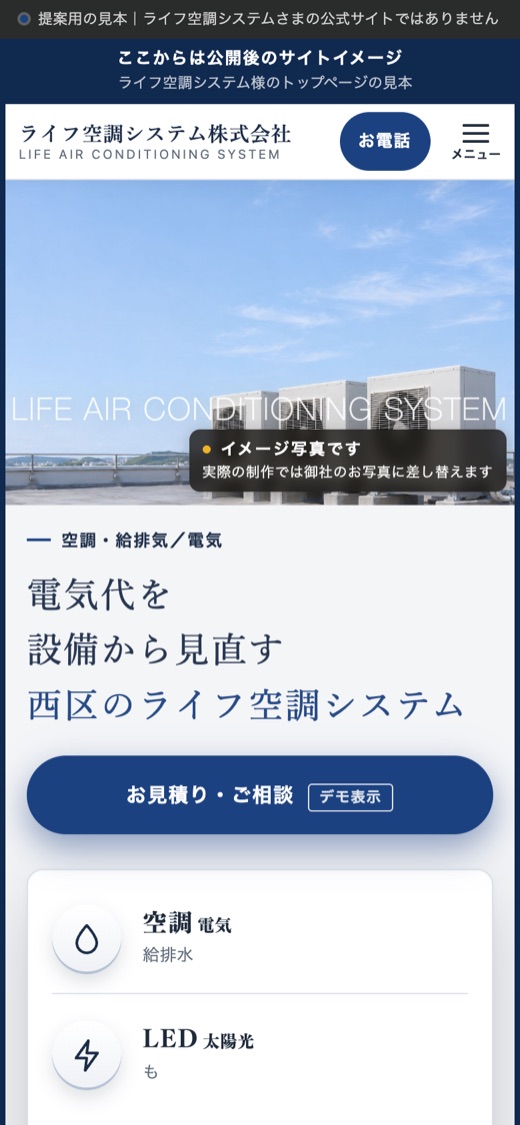 提案用の見本｜ライフ空調システムさまの公式サイトではありません
ここからは公開後のサイトイメージ
ライフ空調システム様のトップページの見本
ライフ空調システム株式会社
LIFE AIR CONDITIONING SYSTEM
お電話
メニュー
LIFE AIR CONDITIONING SYSTEM
イメージ写真です
実際の制作では御社のお写真に差し替えます
空調・給排気／電気
電気代を
設備から見直す
西区のライフ空調システム
お見積り・ご相談 デモ表示
空調 電気
給排水
LED 太陽光
も